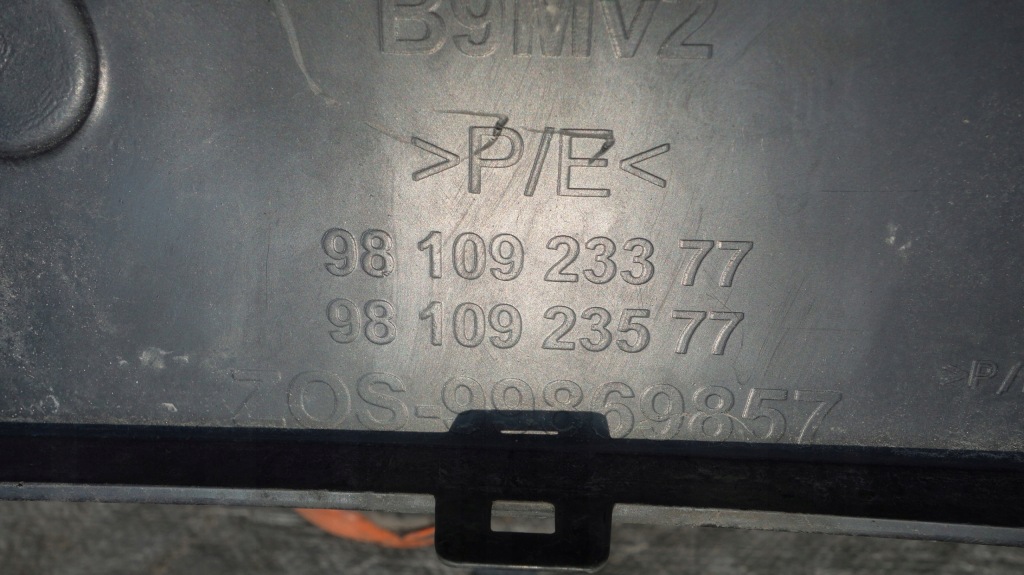 B9MV2
>P/E<
98 109 233 77
98 109 235 77
ZOS-99869857
>P/